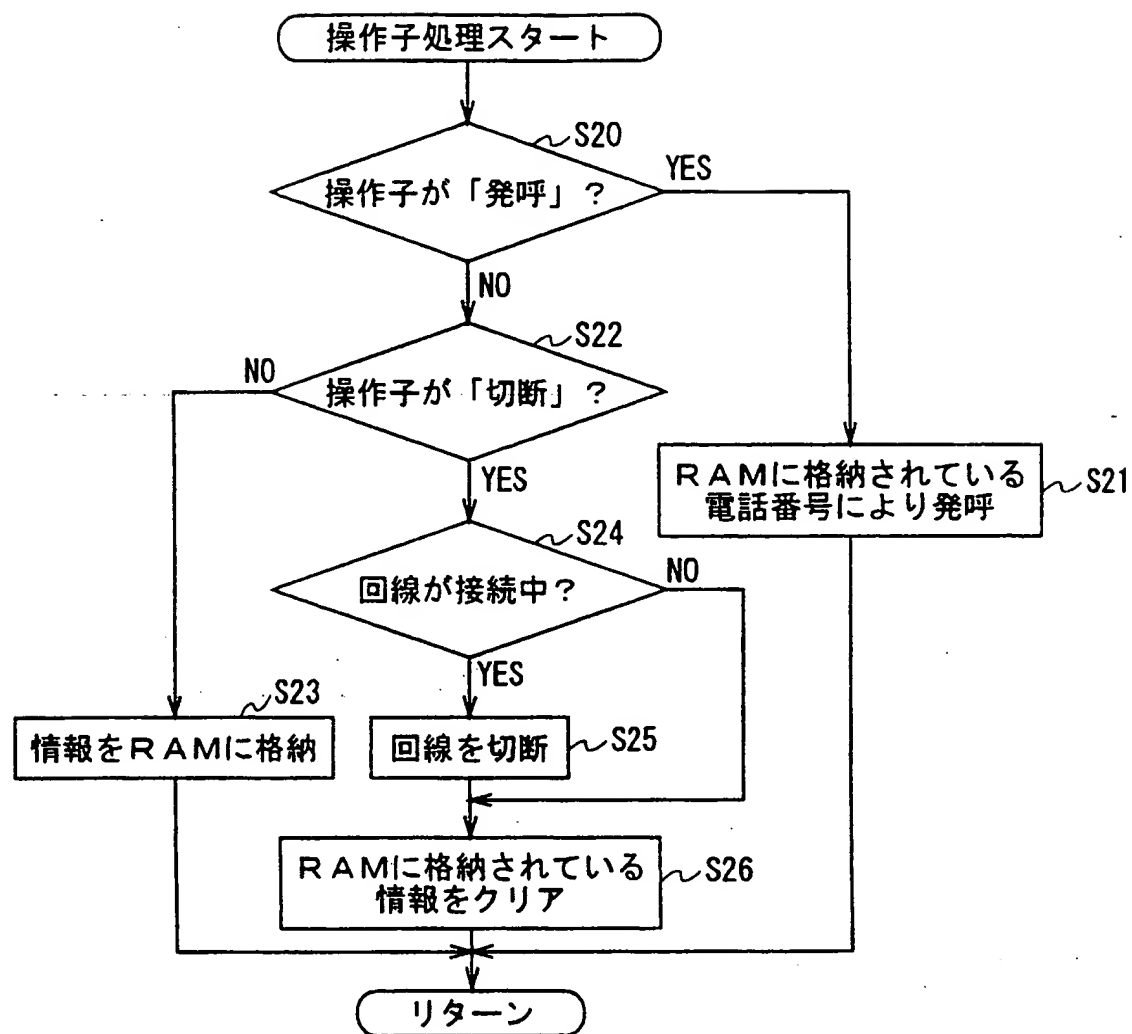 操作子処理スタート
S20
操作子が「発呼」?
YES
NO
S22
NO
操作子が「切断」?
YES
RAMに格納されている
電話番号により発呼
S21
S24
回線が接続中?
NO
YES
S23
情報をRAMに格納
回線を切断
S25
RAMに格納されている
情報をクリア
S26
リターン